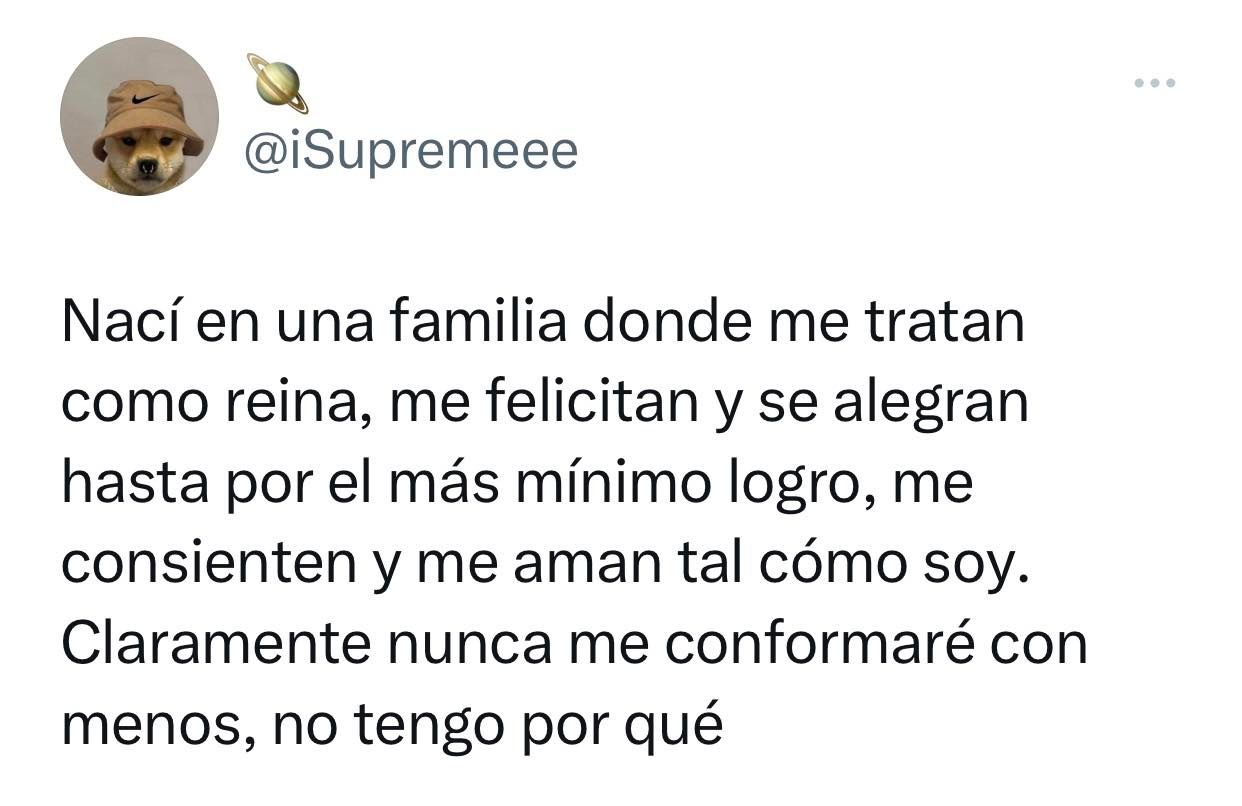 🪐
@iSupremeee
Nací en una familia donde me tratan
como reina, me felicitan y se alegran
hasta por el más mínimo logro, me
consienten y me aman tal cómo soy.
Claramente nunca me conformaré con
menos, no tengo por qué